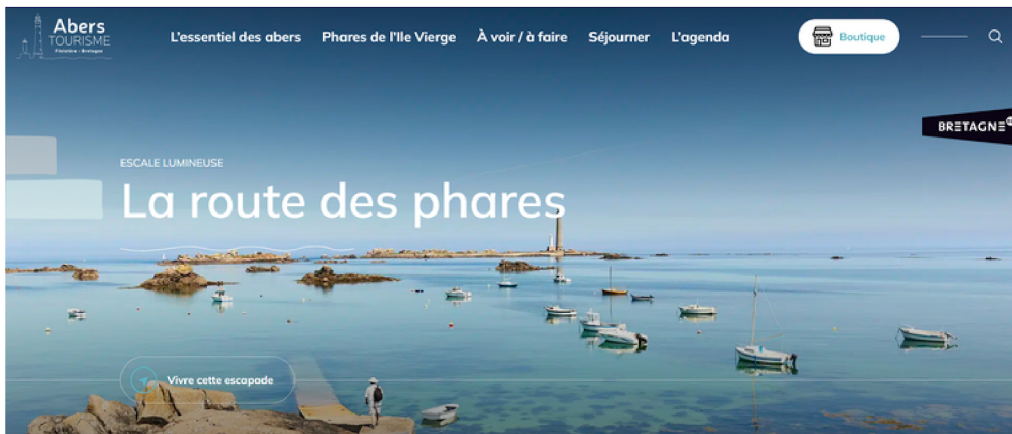 Abers
TOURISME
Finistère - Bretagne
L'essentiel des abers
Phares de l'Ile Vierge
À voir / à faire
Séjourner
L'agenda
Boutique
BRETAGNE
ESCALE LUMINEUSE
La route des phares
Vivre cette escapade